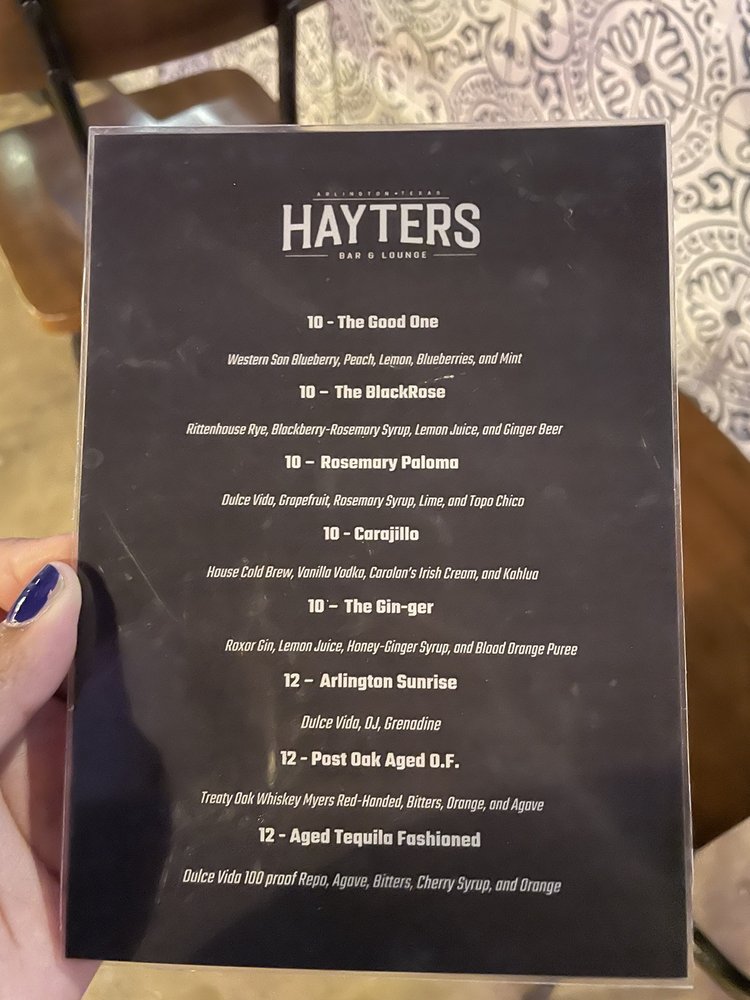 ARLINGTON • TEXAS
HAYTERS
BAR & LOUNGE
10 - The Good One
Western Son Blueberry, Peach, Lemon, Blueberries, and Mint
10 – The BlackRose
Rittenhouse Rye, Blackberry-Rosemary Syrup, Lemon Juice, and Ginger Beer
10 – Rosemary Paloma
Dulce Vida, Grapefruit, Rosemary Syrup, Lime, and Topo Chico
10 - Carajillo
House Cold Brew, Vanilla Vodka, Carolan's Irish Cream, and Kahlua
10 – The Gin-ger
Roxor Gin, Lemon Juice, Honey-Ginger Syrup, and Blood Orange Puree
12 – Arlington Sunrise
Dulce Vida, OJ, Grenadine
12 - Post Oak Aged O.F.
Treaty Oak Whiskey Myers Red-Handed, Bitters, Orange, and Agave
12 - Aged Tequila Fashioned
Dulce Vida 100 proof Repo, Agave, Bitters, Cherry Syrup, and Orange